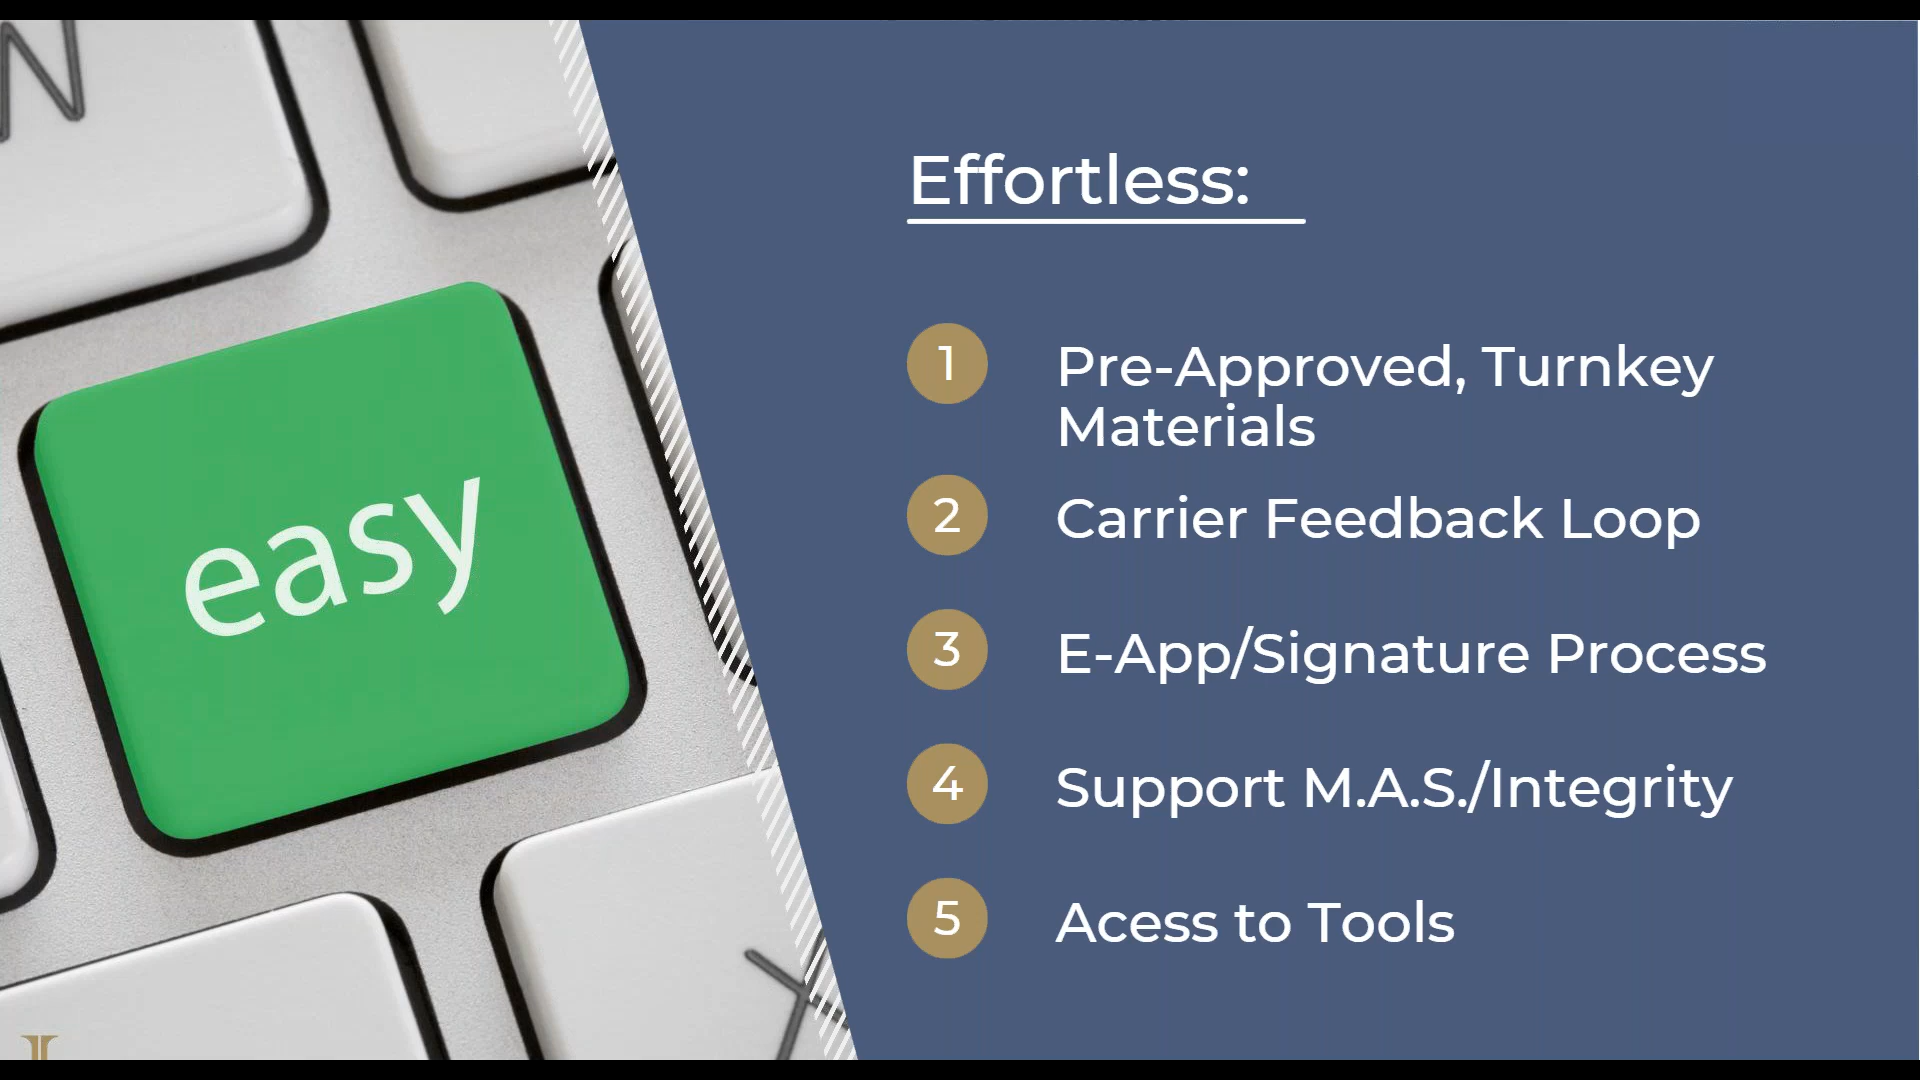 W
easy
X
Effortless:
1 Pre-Approved, Turnkey
Materials
2 Carrier Feedback Loop
3 E-App/Signature Process
4 Support M.A.S./Integrity
5 Acess to Tools